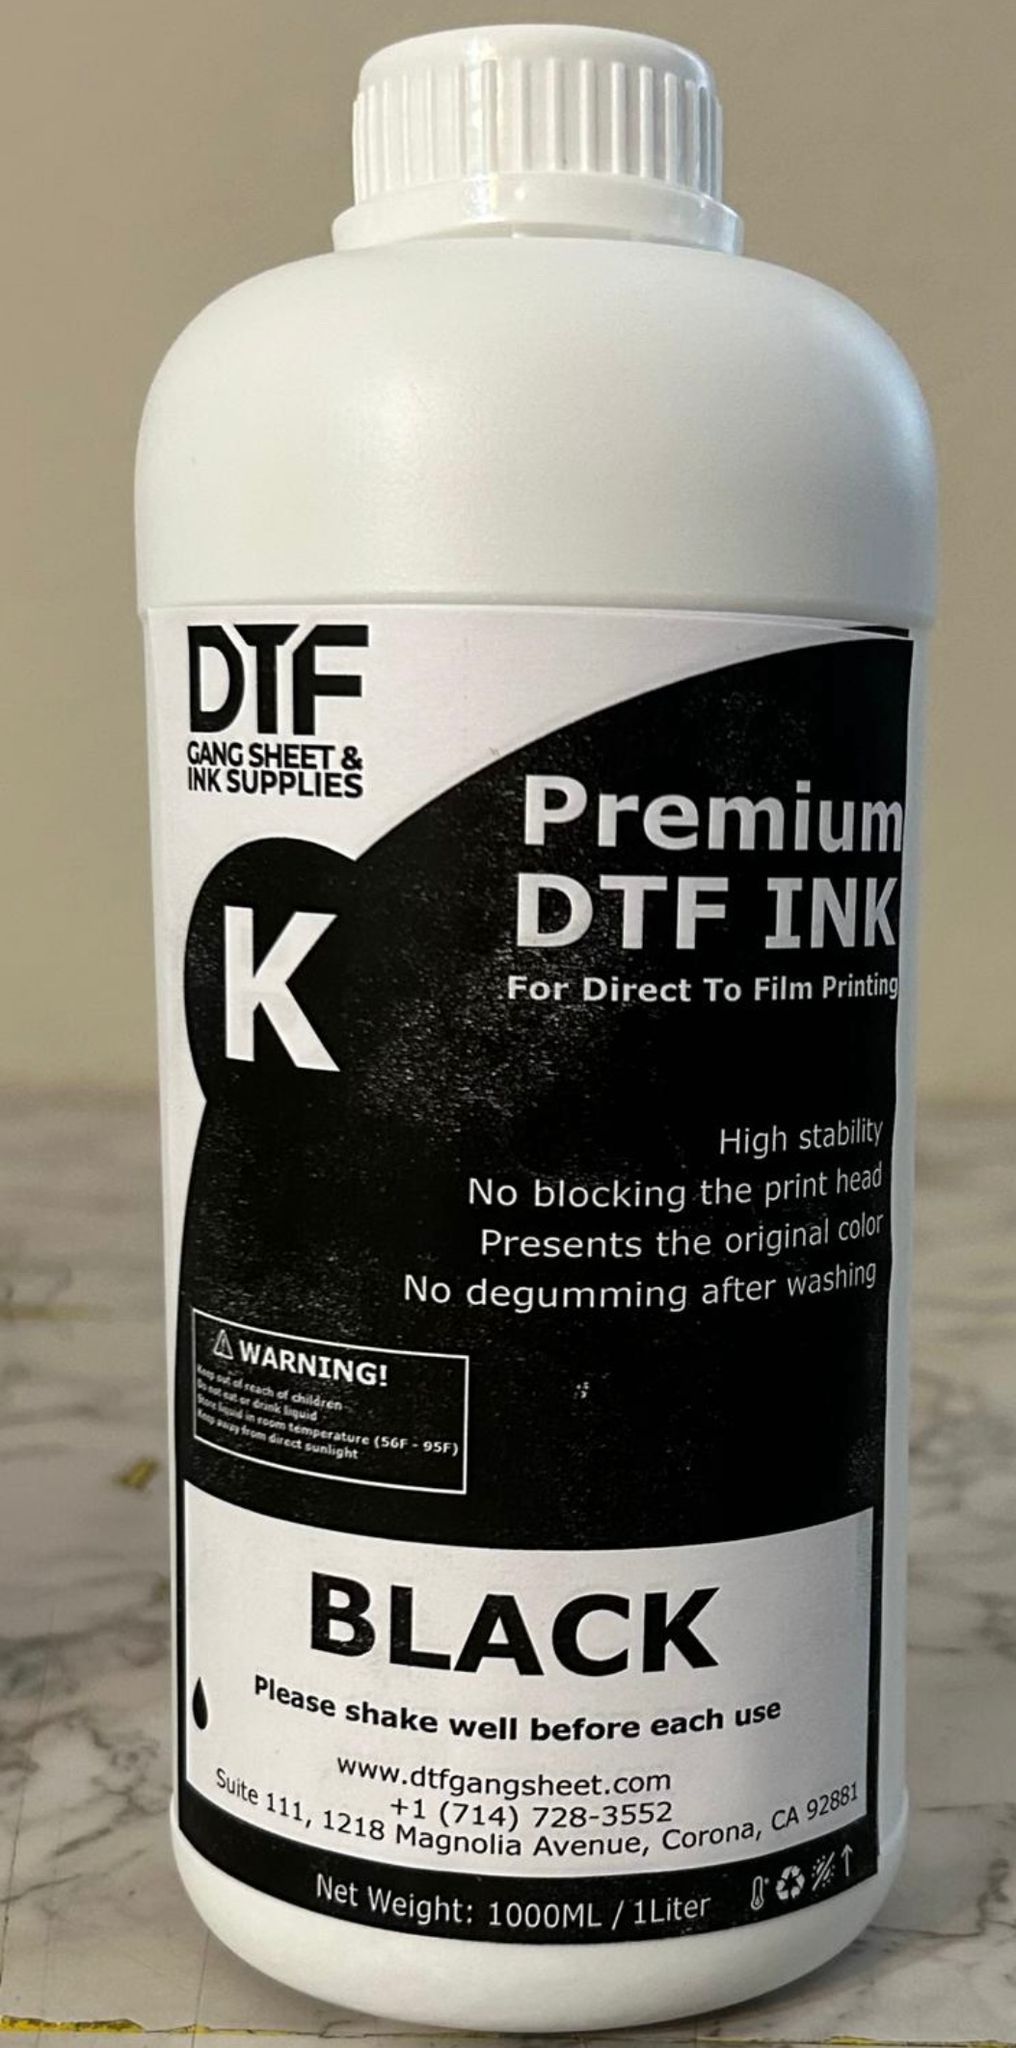 DTF
GANG SHEET &
INK SUPPLIES
Premium
DTF INK
For Direct To Film Printing
K
High stability
No blocking the print head
Presents the original color
No degumming after washing
WARNING!
Keep out of reach of children
Do not eat or drink liquid
Store liquid in room temperature (56F - 95F)
Keep away from direct sunlight
BLACK
Please shake well before each use
www.dtfgangsheet.com
+1 (714) 728-3552
Suite 111, 1218 Magnolia Avenue, Corona, CA 92881
Net Weight: 1000ML / 1Liter